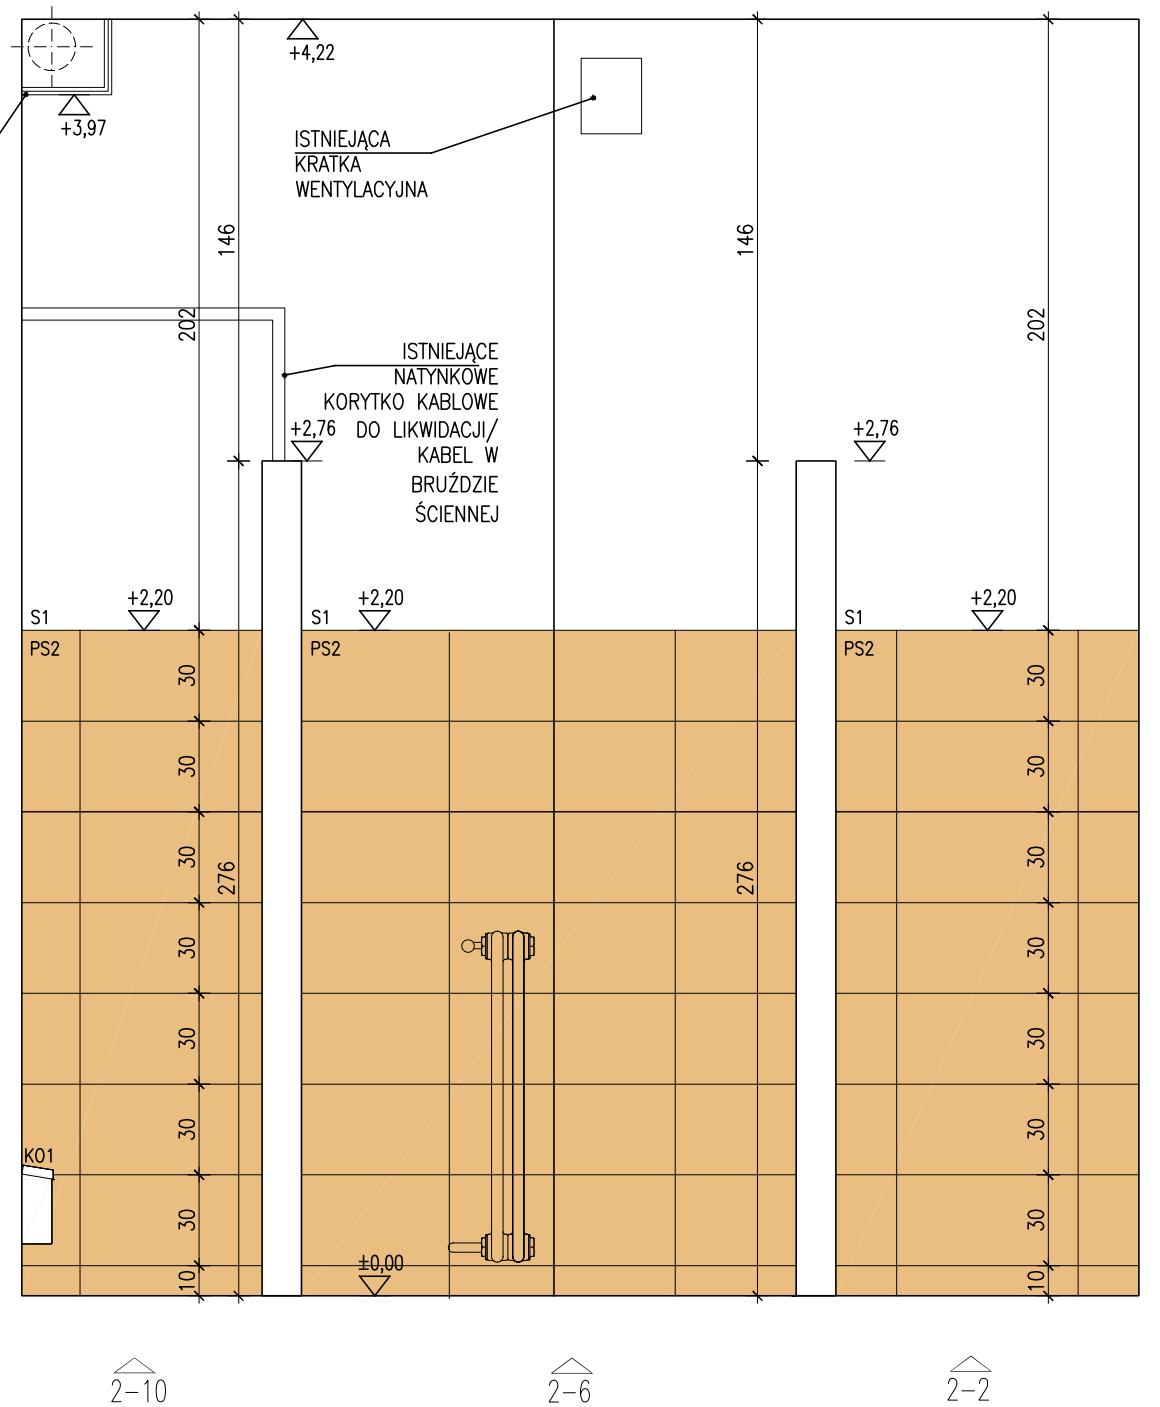 +4,22
+3,97
ISTNIEJĄCA
KRATKA
WENTYLACYJNA
146
146
202
202
ISTNIEJĄCE
NATYNKOWE
KORYTKO KABLOWE
DO LIKWIDACJI/
KABEL W
BRUŹDZIE
ŚCIENNEJ
+2,76
+2,76
+2,20
+2,20
+2,20
S1
S1
S1
PS2
PS2
PS2
30
30
30
30
30
30
276
276
30
30
30
30
30
30
KO1
30
30
±0,00
10
10
2-10
2-6
2-2